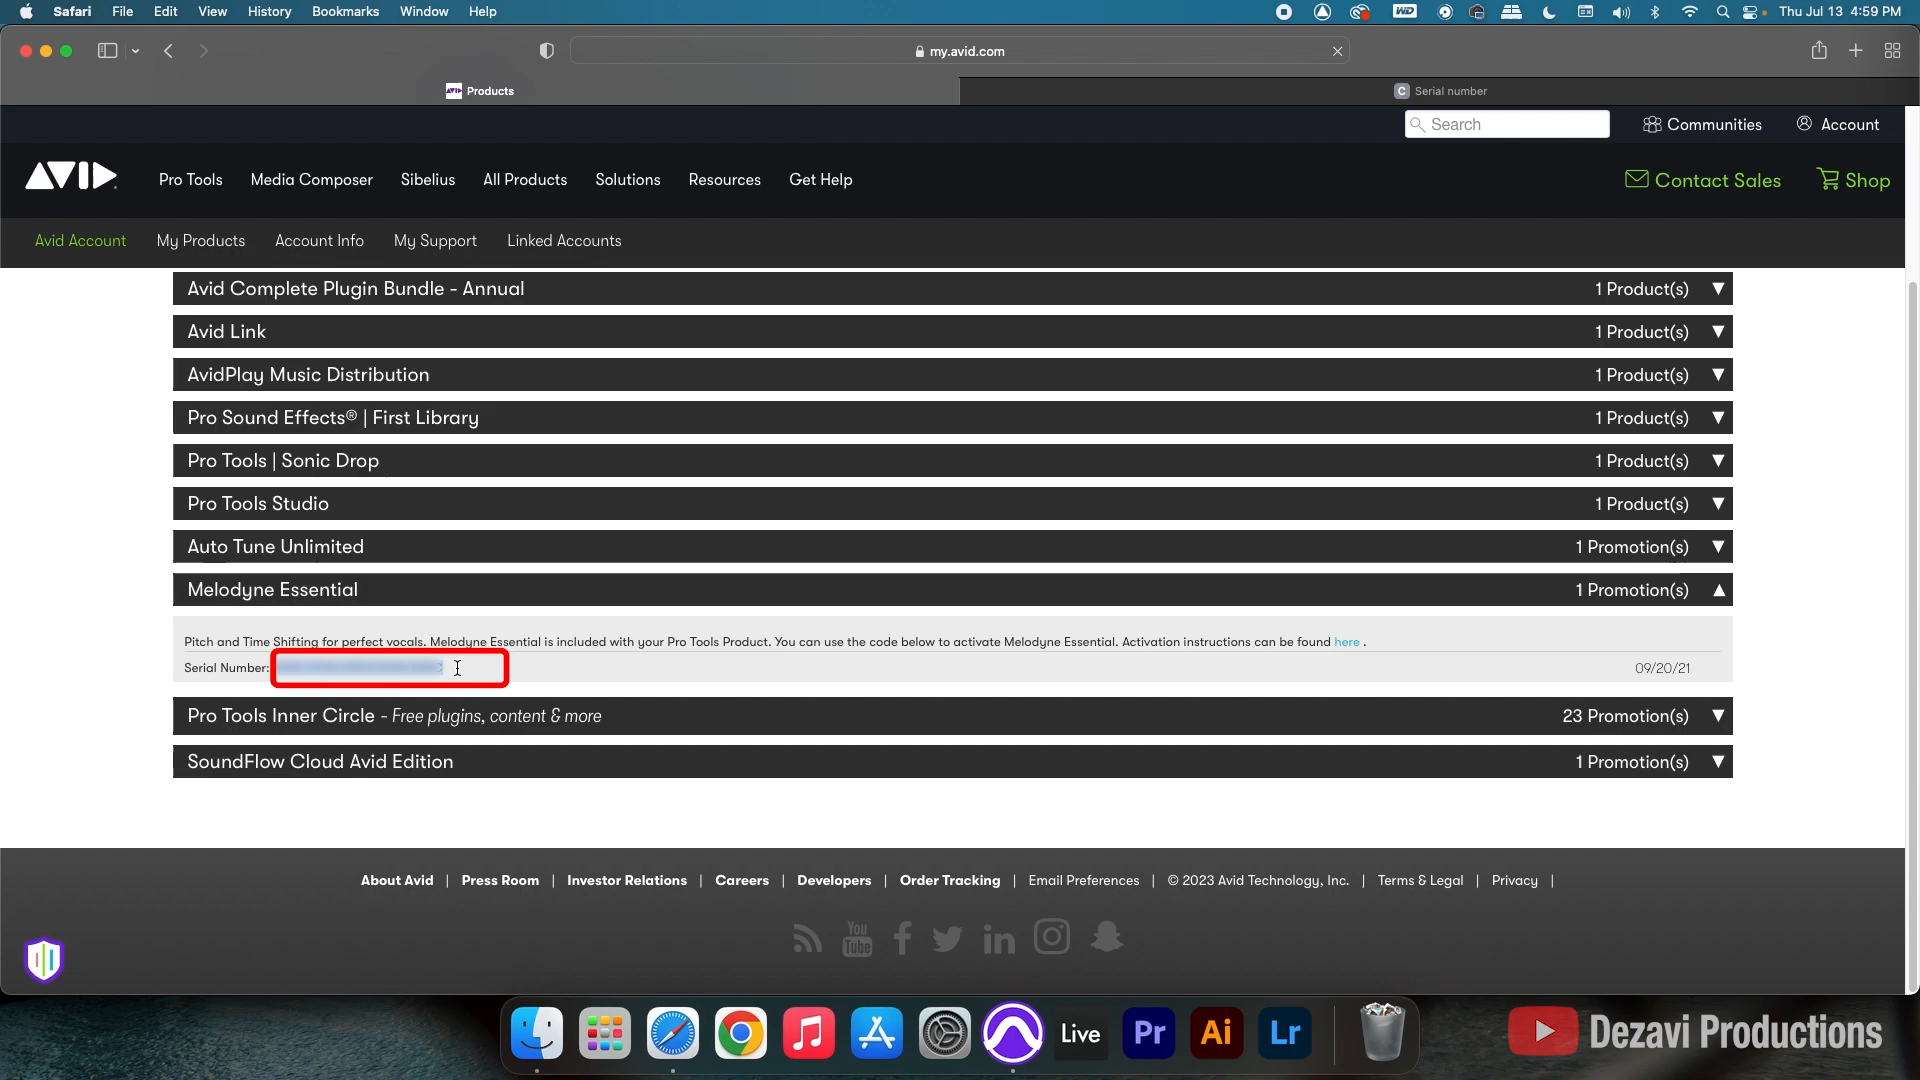 Safari File Edit View History Bookmarks Window Help WD Thu Jul 13 4:59 PM
my.avid.com
AVID Products C Serial number
Search Communities Account
AVID Pro Tools Media Composer Sibelius All Products Solutions Resources Get Help Contact Sales Shop
Avid Account My Products Account Info My Support Linked Accounts
Avid Complete Plugin Bundle - Annual 1 Product(s) ▼
Avid Link 1 Product(s) ▼
AvidPlay Music Distribution 1 Product(s) ▼
Pro Sound Effects® | First Library 1 Product(s) ▼
Pro Tools | Sonic Drop 1 Product(s) ▼
Pro Tools Studio 1 Product(s) ▼
Auto Tune Unlimited 1 Promotion(s) ▼
Melodyne Essential 1 Promotion(s) ▲
Pitch and Time Shifting for perfect vocals. Melodyne Essential is included with your Pro Tools Product. You can use the code below to activate Melodyne Essential. Activation instructions can be found here .
Serial Number: 09/20/21
Pro Tools Inner Circle - Free plugins, content & more 23 Promotion(s) ▼
SoundFlow Cloud Avid Edition 1 Promotion(s) ▼
About Avid | Press Room | Investor Relations | Careers | Developers | Order Tracking | Email Preferences | © 2023 Avid Technology, Inc. | Terms & Legal | Privacy |
You Tube
Live Pr Ai Lr Dezavi Productions